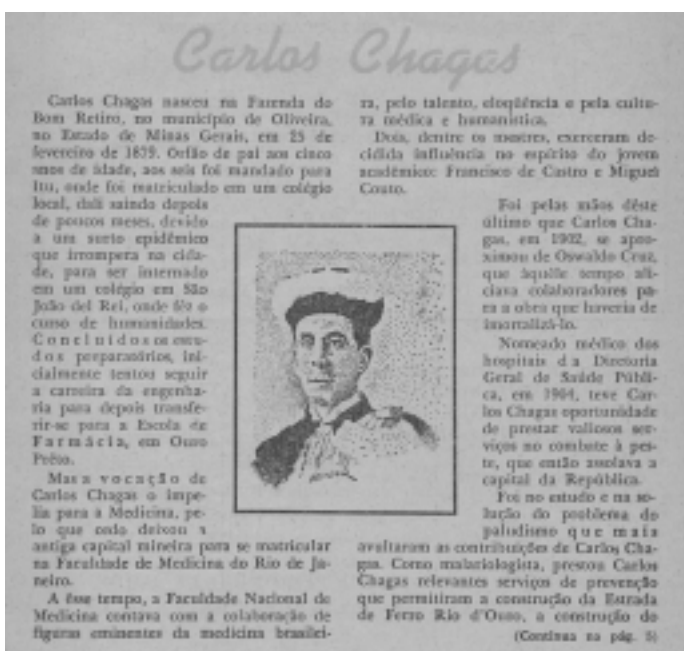 Carlos Chagas
Carlos Chagas nasceu na Fazenda do
Bom Retiro, no município de Oliveira,
no Estado de Minas Gerais, em 25 de
fevereiro de 1879. Orfão de pai aos cinco
anos de idade, aos seis foi mandado para
Itu, onde foi matriculado em um colégio
local, dali saindo depois
de poucos meses, devido
a um surto epidêmico
que irrompera na cida-
de, para ser internado
em um colégio em São
João del Rei, onde fêz o
curso de humanidades.
Concluidos os estu-
dos preparatórios, ini-
cialmente tentou seguir
a carreira da engenha-
ria para depois transfe-
rir-se para a Escola de
Farmácia, em Ouro
Prêto.
Mas a vocação de
Carlos Chagas o impe-
lia para a Medicina, pe-
lo que cedo deixou a
antiga capital mineira para se matricular
na Faculdade de Medicina do Rio de Ja-
neiro.
A êsse tempo, a Faculdade Nacional de
Medicina contava com a colaboração de
figuras eminentes da medicina brasilei-
ra, pelo talento, eloqüência e pela cultu-
ra médica e humanística.
Dois, dentre os mestres, exerceram de-
cidida influência no espírito do jovem
acadêmico: Francisco de Castro e Miguel
Couto.
Foi pelas mãos dêste
último que Carlos Cha-
gas, em 1902, se apro-
ximou de Oswaldo Cruz,
que àquele tempo ali-
ciava colaboradores pa-
ra a obra que haveria de
imortalizá-lo.
Nomeado médico dos
hospitais da Diretoria
Geral de Saúde Públi-
ca, em 1904, teve Car-
los Chagas oportunidade
de prestar valiosos ser-
viços no combate à pes-
te, que então assolava a
capital da República.
Foi no estudo e na so-
lução do problema do
paludismo que mais
avultaram as contribuições de Carlos Cha-
gas. Como malariologista, prestou Carlos
Chagas relevantes serviços de prevenção
que permitiram a construção da Estrada
de Ferro Rio d'Ouro, a construção do
(Continua na pág. 5)